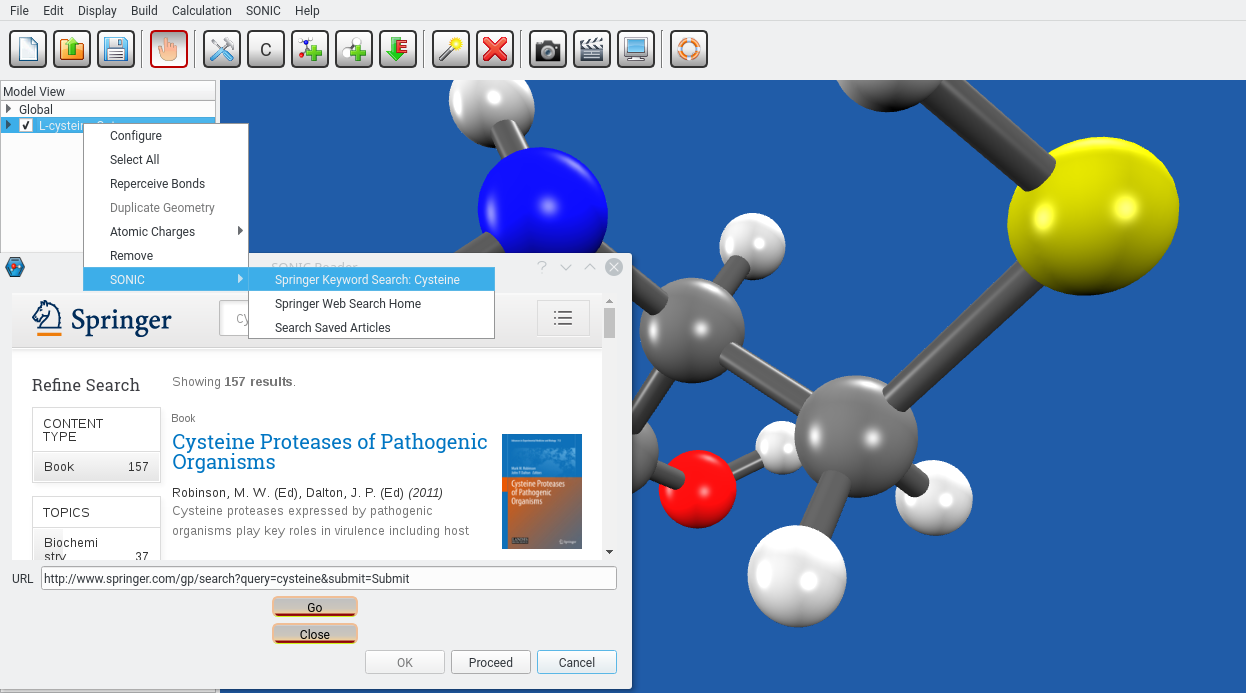 File Edit Display Build Calculation SONIC Help
C
E
Model View
Global
L-cysteine
Configure
Select All
Reperceive Bonds
Duplicate Geometry
Atomic Charges
Remove
SONIC
SONIC Reader
Springer Keyword Search: Cysteine
Springer Web Search Home
Search Saved Articles
Springer
cy
Refine Search
Showing 157 results.
CONTENT
TYPE
Book 157
TOPICS
Biochemi
stry 37
Book
Cysteine Proteases of Pathogenic
Organisms
Robinson, M. W. (Ed), Dalton, J. P. (Ed) (2011)
Cysteine proteases expressed by pathogenic
organisms play key roles in virulence including host
Cysteine Proteases
of Pathogenic
Organisms
Springer
URL http://www.springer.com/gp/search?query=cysteine&submit=Submit
Go
Close
OK Proceed Cancel